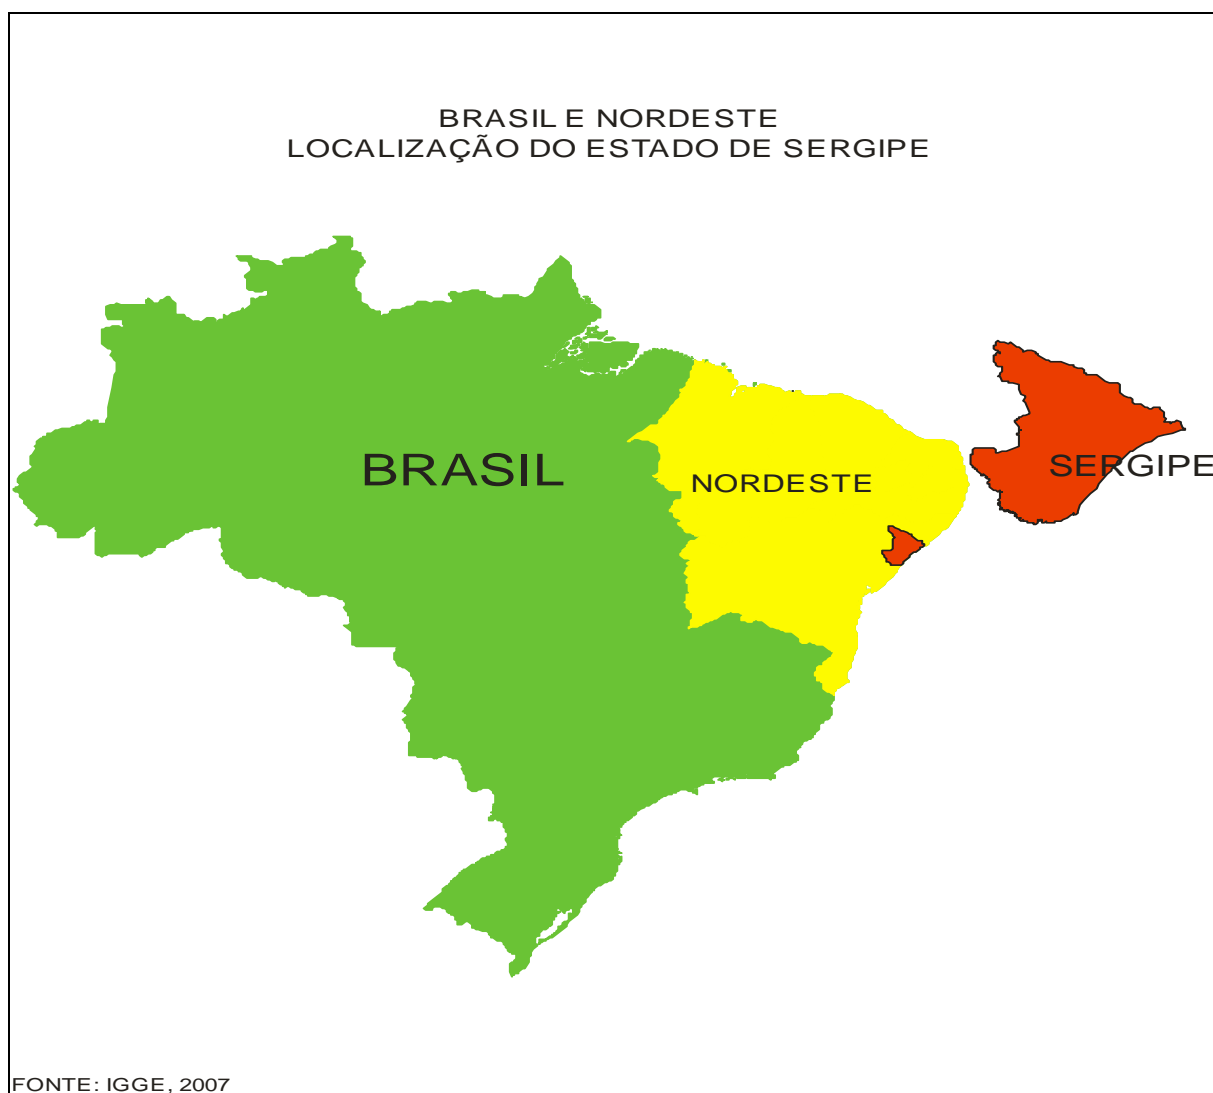 BRASIL E NORDESTE
LOCALIZAÇÃO DO ESTADO DE SERGIPE
BRASIL
NORDESTE
SERGIPE
FONTE: IGGE, 2007